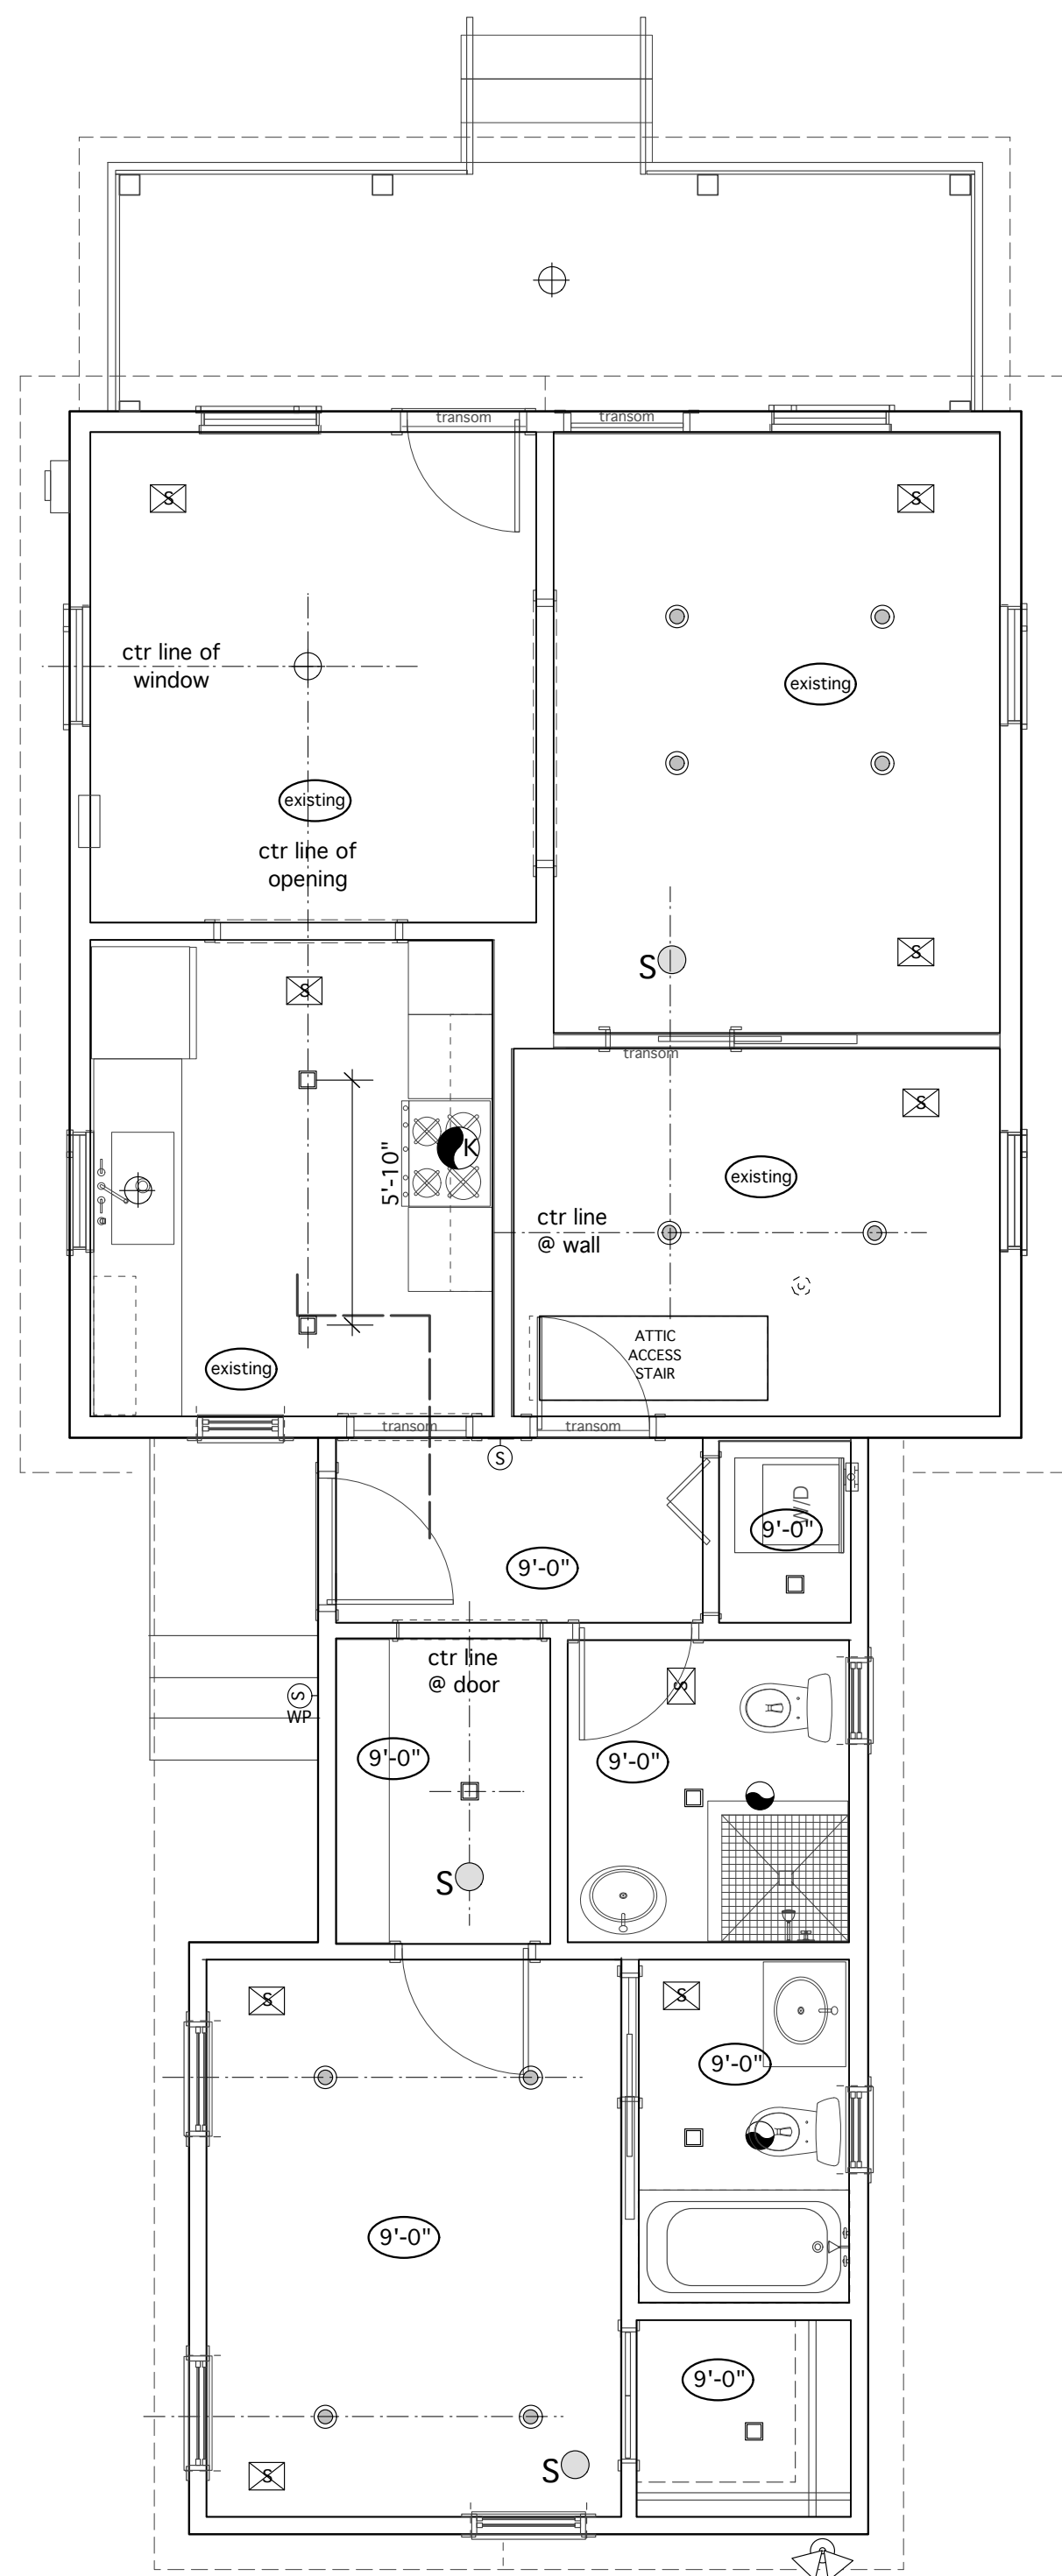 transom
transom
S
S
ctr line of
window
existing
existing
ctr line of
opening
S
S
S
transom
S
K
5'-10"
existing
ctr line
@ wall
C
ATTIC
ACCESS
STAIR
existing
transom
transom
S
W/D
9'-0"
9'-0"
ctr line
@ door
S
S
WP
9'-0"
9'-0"
S
S
S
9'-0"
9'-0"
9'-0"
S
S